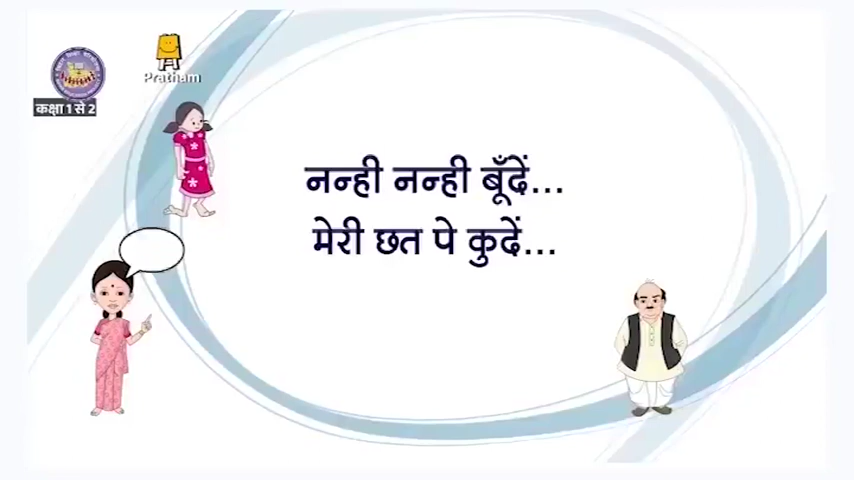 Pratham
कक्षा 1 से 2
नन्ही नन्ही बूँदें...
मेरी छत पे कुदें...